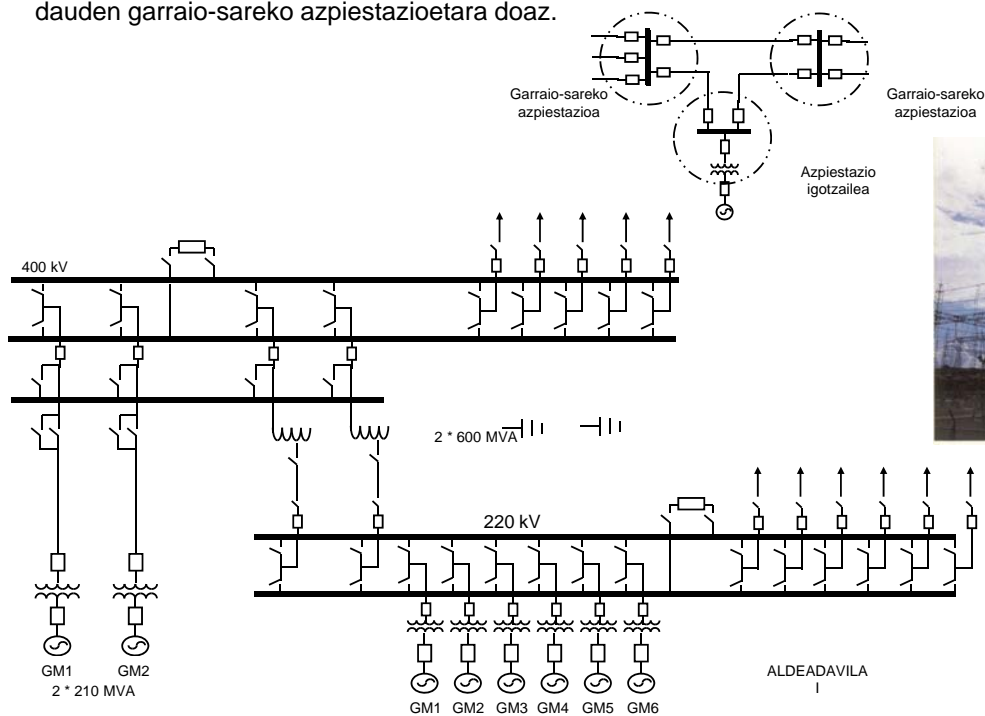 dauden garraio-sareko azpiestazioetara doaz.
Garraio-sareko
azpiestazioa
Garraio-sareko
azpiestazioa
Azpiestazio
igotzailea
400 kV
2 * 600 MVA
220 kV
GM1 GM2
2 * 210 MVA
GM1 GM2 GM3 GM4 GM5 GM6
ALDEADAVILA
I